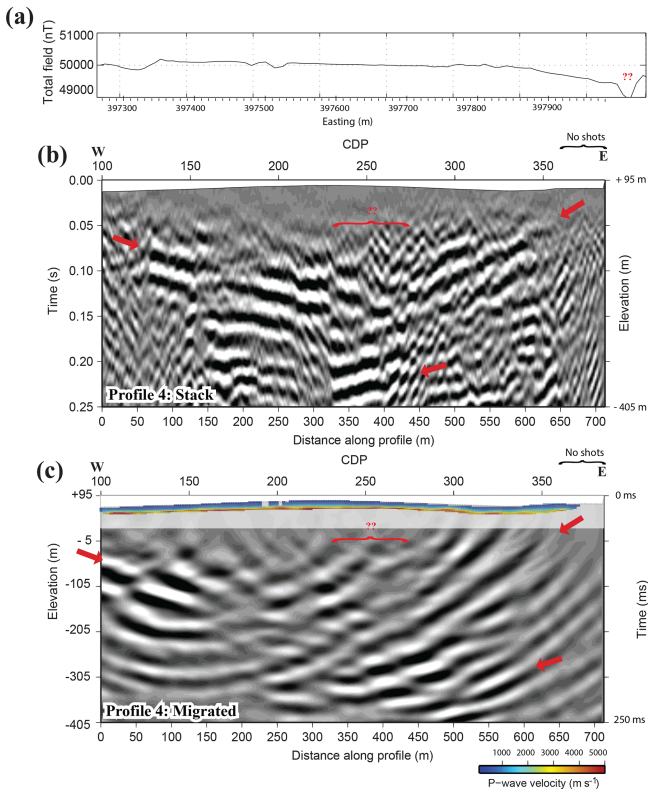 (a)
Total field (nT)
51000
50000
49000
??
397300 397400 397500 397600 397700 397800 397900
Easting (m)
(b)
CDP
No shots
W
E
100 150 200 250 300 350
0.00
0.05
0.10
0.15
0.20
0.25
Time (s)
+ 95 m
Elevation (m)
- 405 m
??
Profile 4: Stack
0 50 100 150 200 250 300 350 400 450 500 550 600 650 700
Distance along profile (m)
(c)
CDP
No shots
W
E
100 150 200 250 300 350
+95
- 5
-105
-205
-305
-405
Elevation (m)
0 ms
Time (ms)
250 ms
??
Profile 4: Migrated
0 50 100 150 200 250 300 350 400 450 500 550 600 650 700
Distance along profile (m)
1000 2000 3000 4000 5000
P−wave velocity (m s⁻¹)